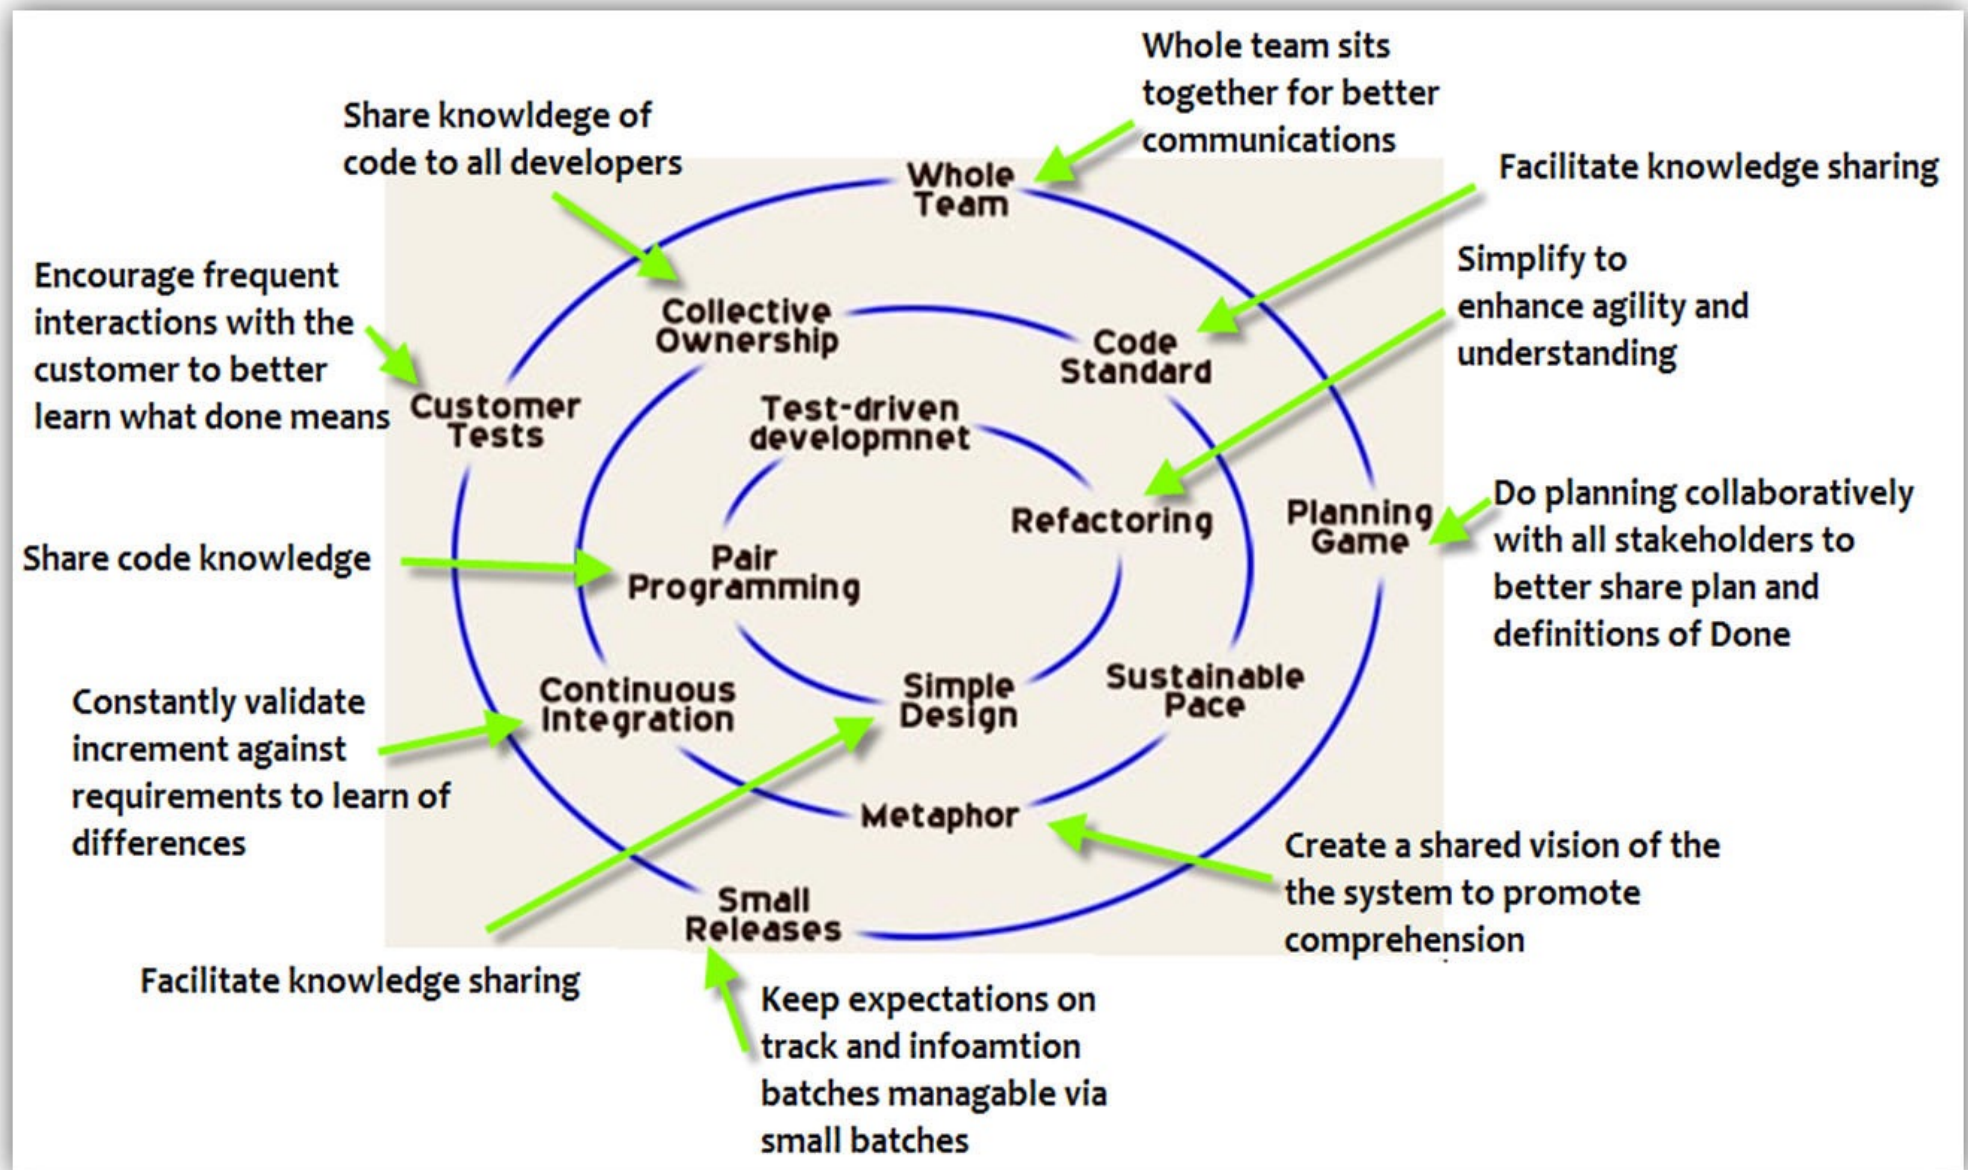 Whole team sits
together for better
communications
Share knowldege of
code to all developers
Facilitate knowledge sharing
Whole
Team
Simplify to
enhance agility and
understanding
Encourage frequent
interactions with the
customer to better
learn what done means
Collective
Ownership
Code
Standard
Customer
Tests
Test-driven
developmnet
Refactoring
Planning
Game
Do planning collaboratively
with all stakeholders to
better share plan and
definitions of Done
Share code knowledge
Pair
Programming
Constantly validate
increment against
requirements to learn of
differences
Continuous
Integration
Simple
Design
Sustainable
Pace
Metaphor
Create a shared vision of the
the system to promote
comprehension
Small
Releases
Facilitate knowledge sharing
Keep expectations on
track and infoamtion
batches managable via
small batches